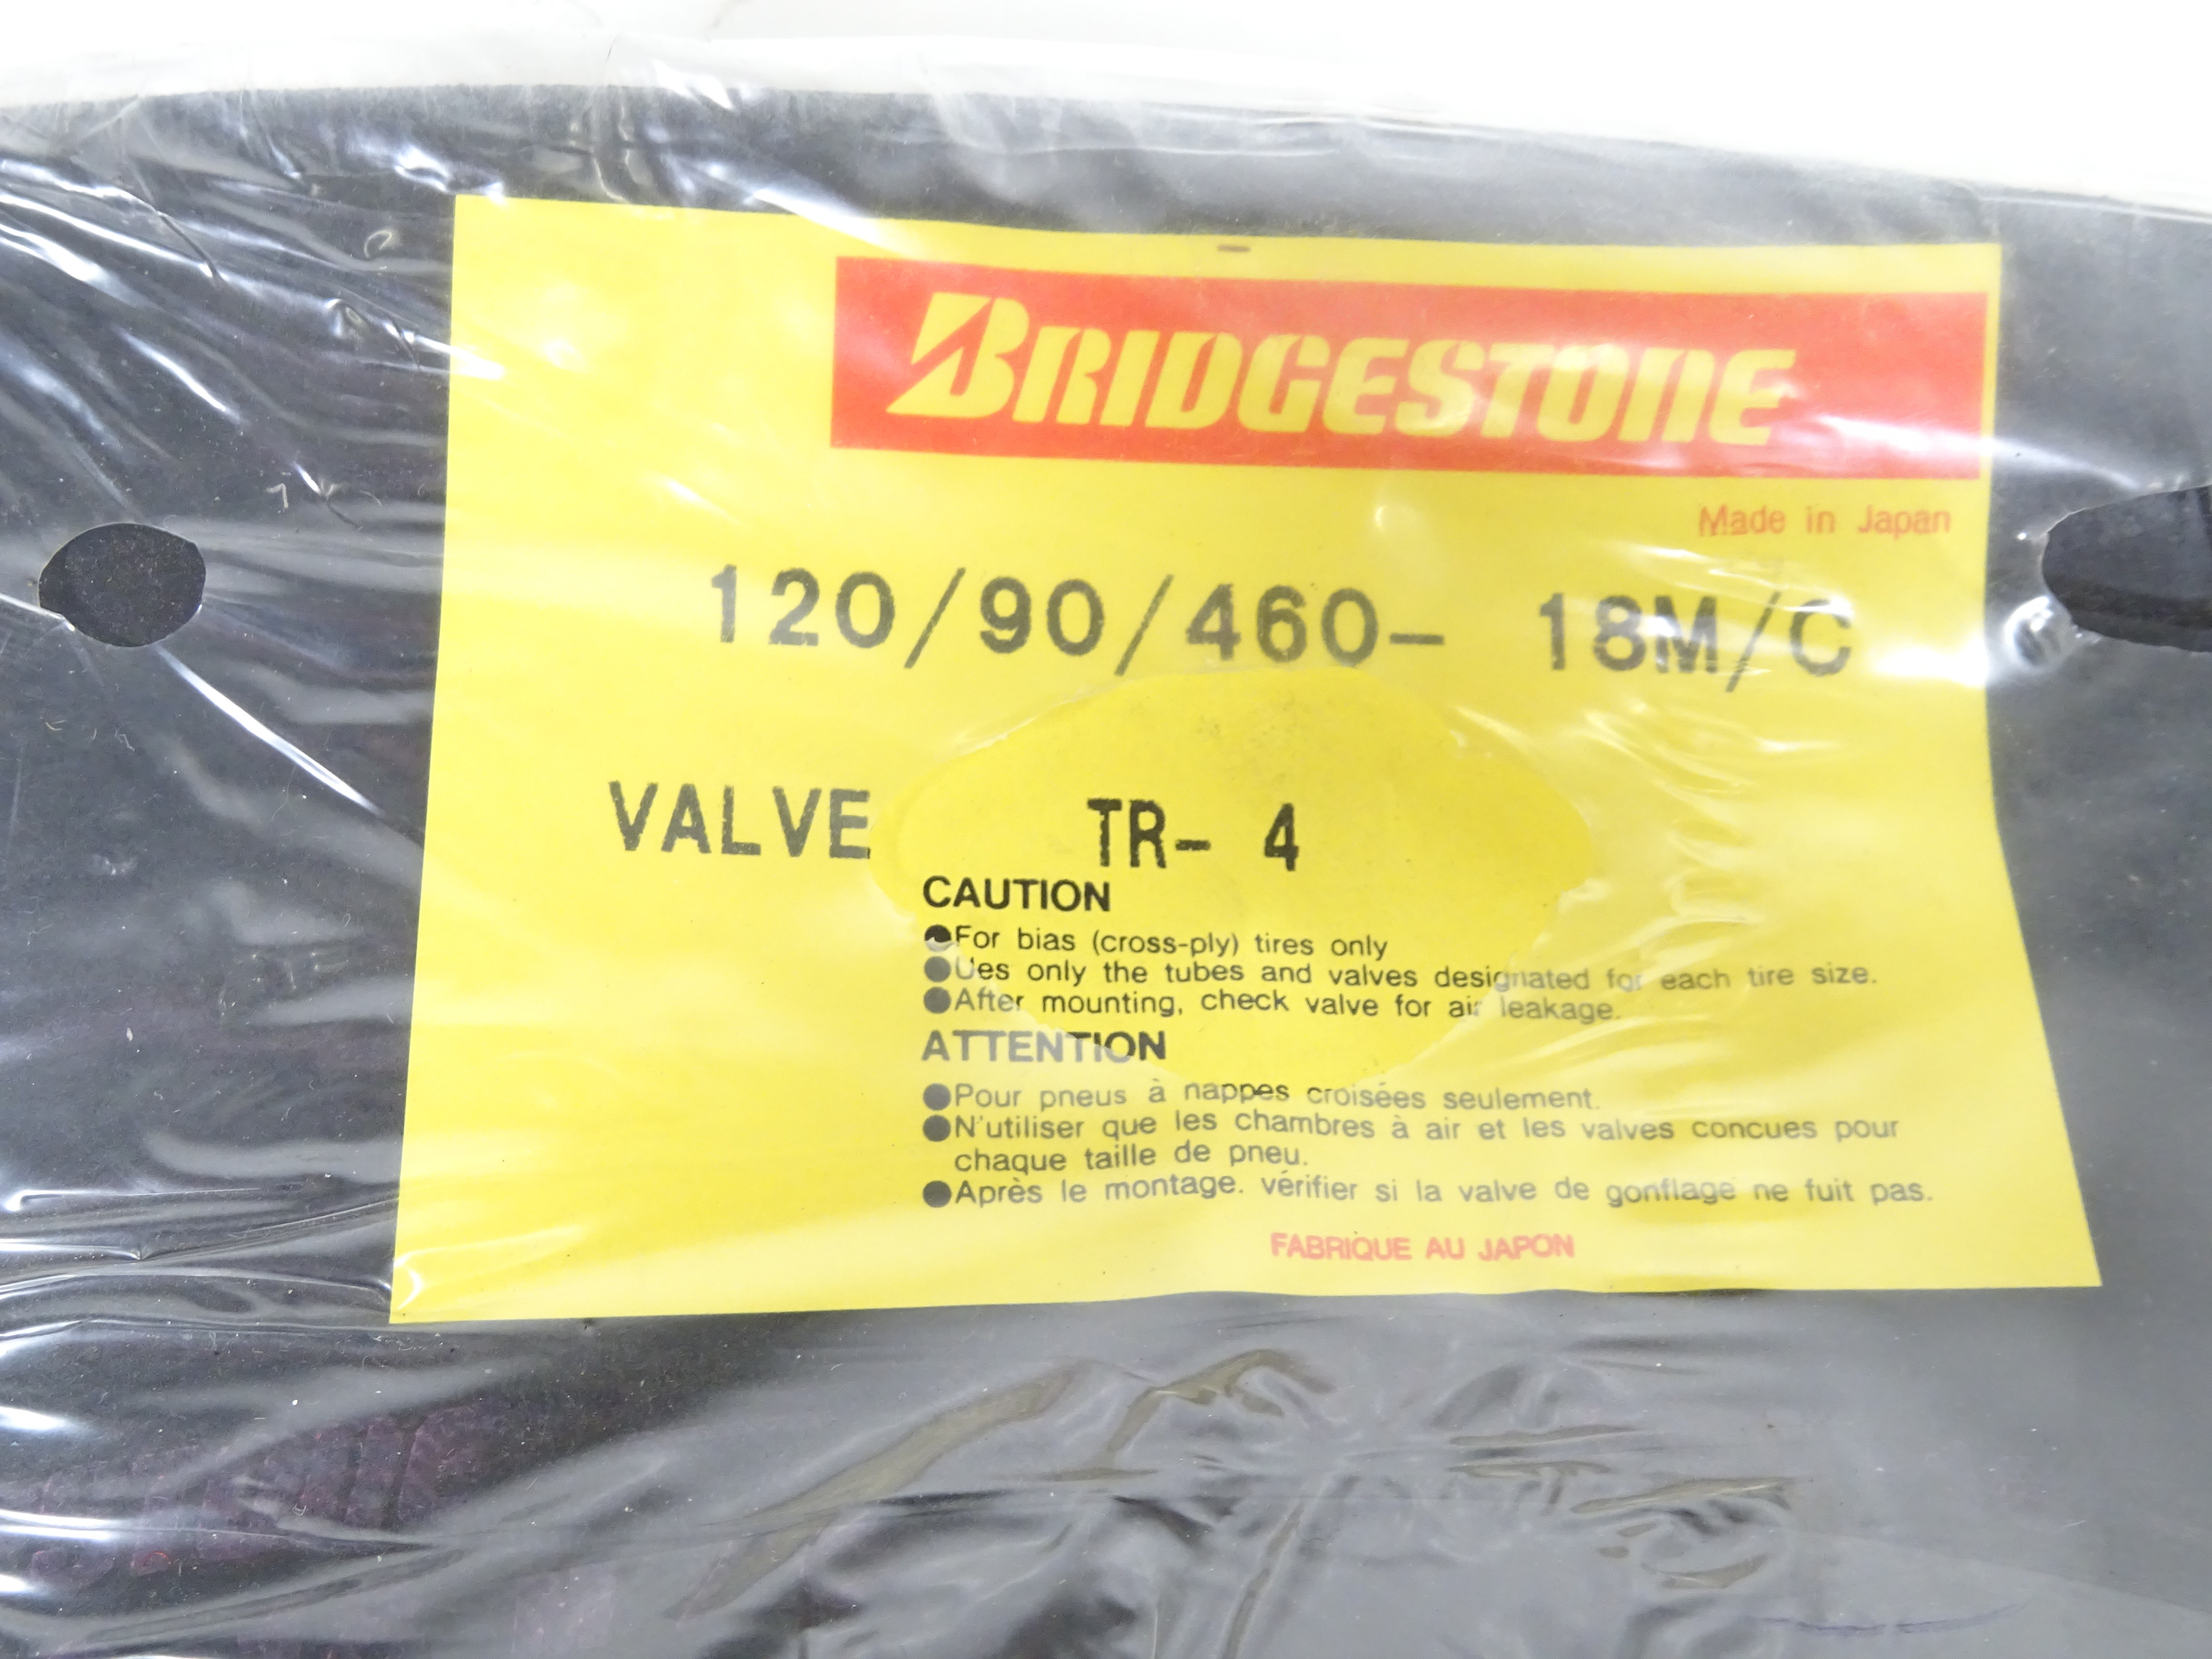 BRIDGESTONE
Made in Japan
120/90/460- 18M/C
VALVE TR- 4
CAUTION
●For bias (cross-ply) tires only
●Ues only the tubes and valves designated for each tire size.
●After mounting, check valve for air leakage.
ATTENTION
●Pour pneus à nappes croisées seulement.
●N'utiliser que les chambres à air et les valves concues pour
chaque taille de pneu.
●Après le montage. vérifier si la valve de gonflage ne fuit pas.
FABRIQUE AU JAPON